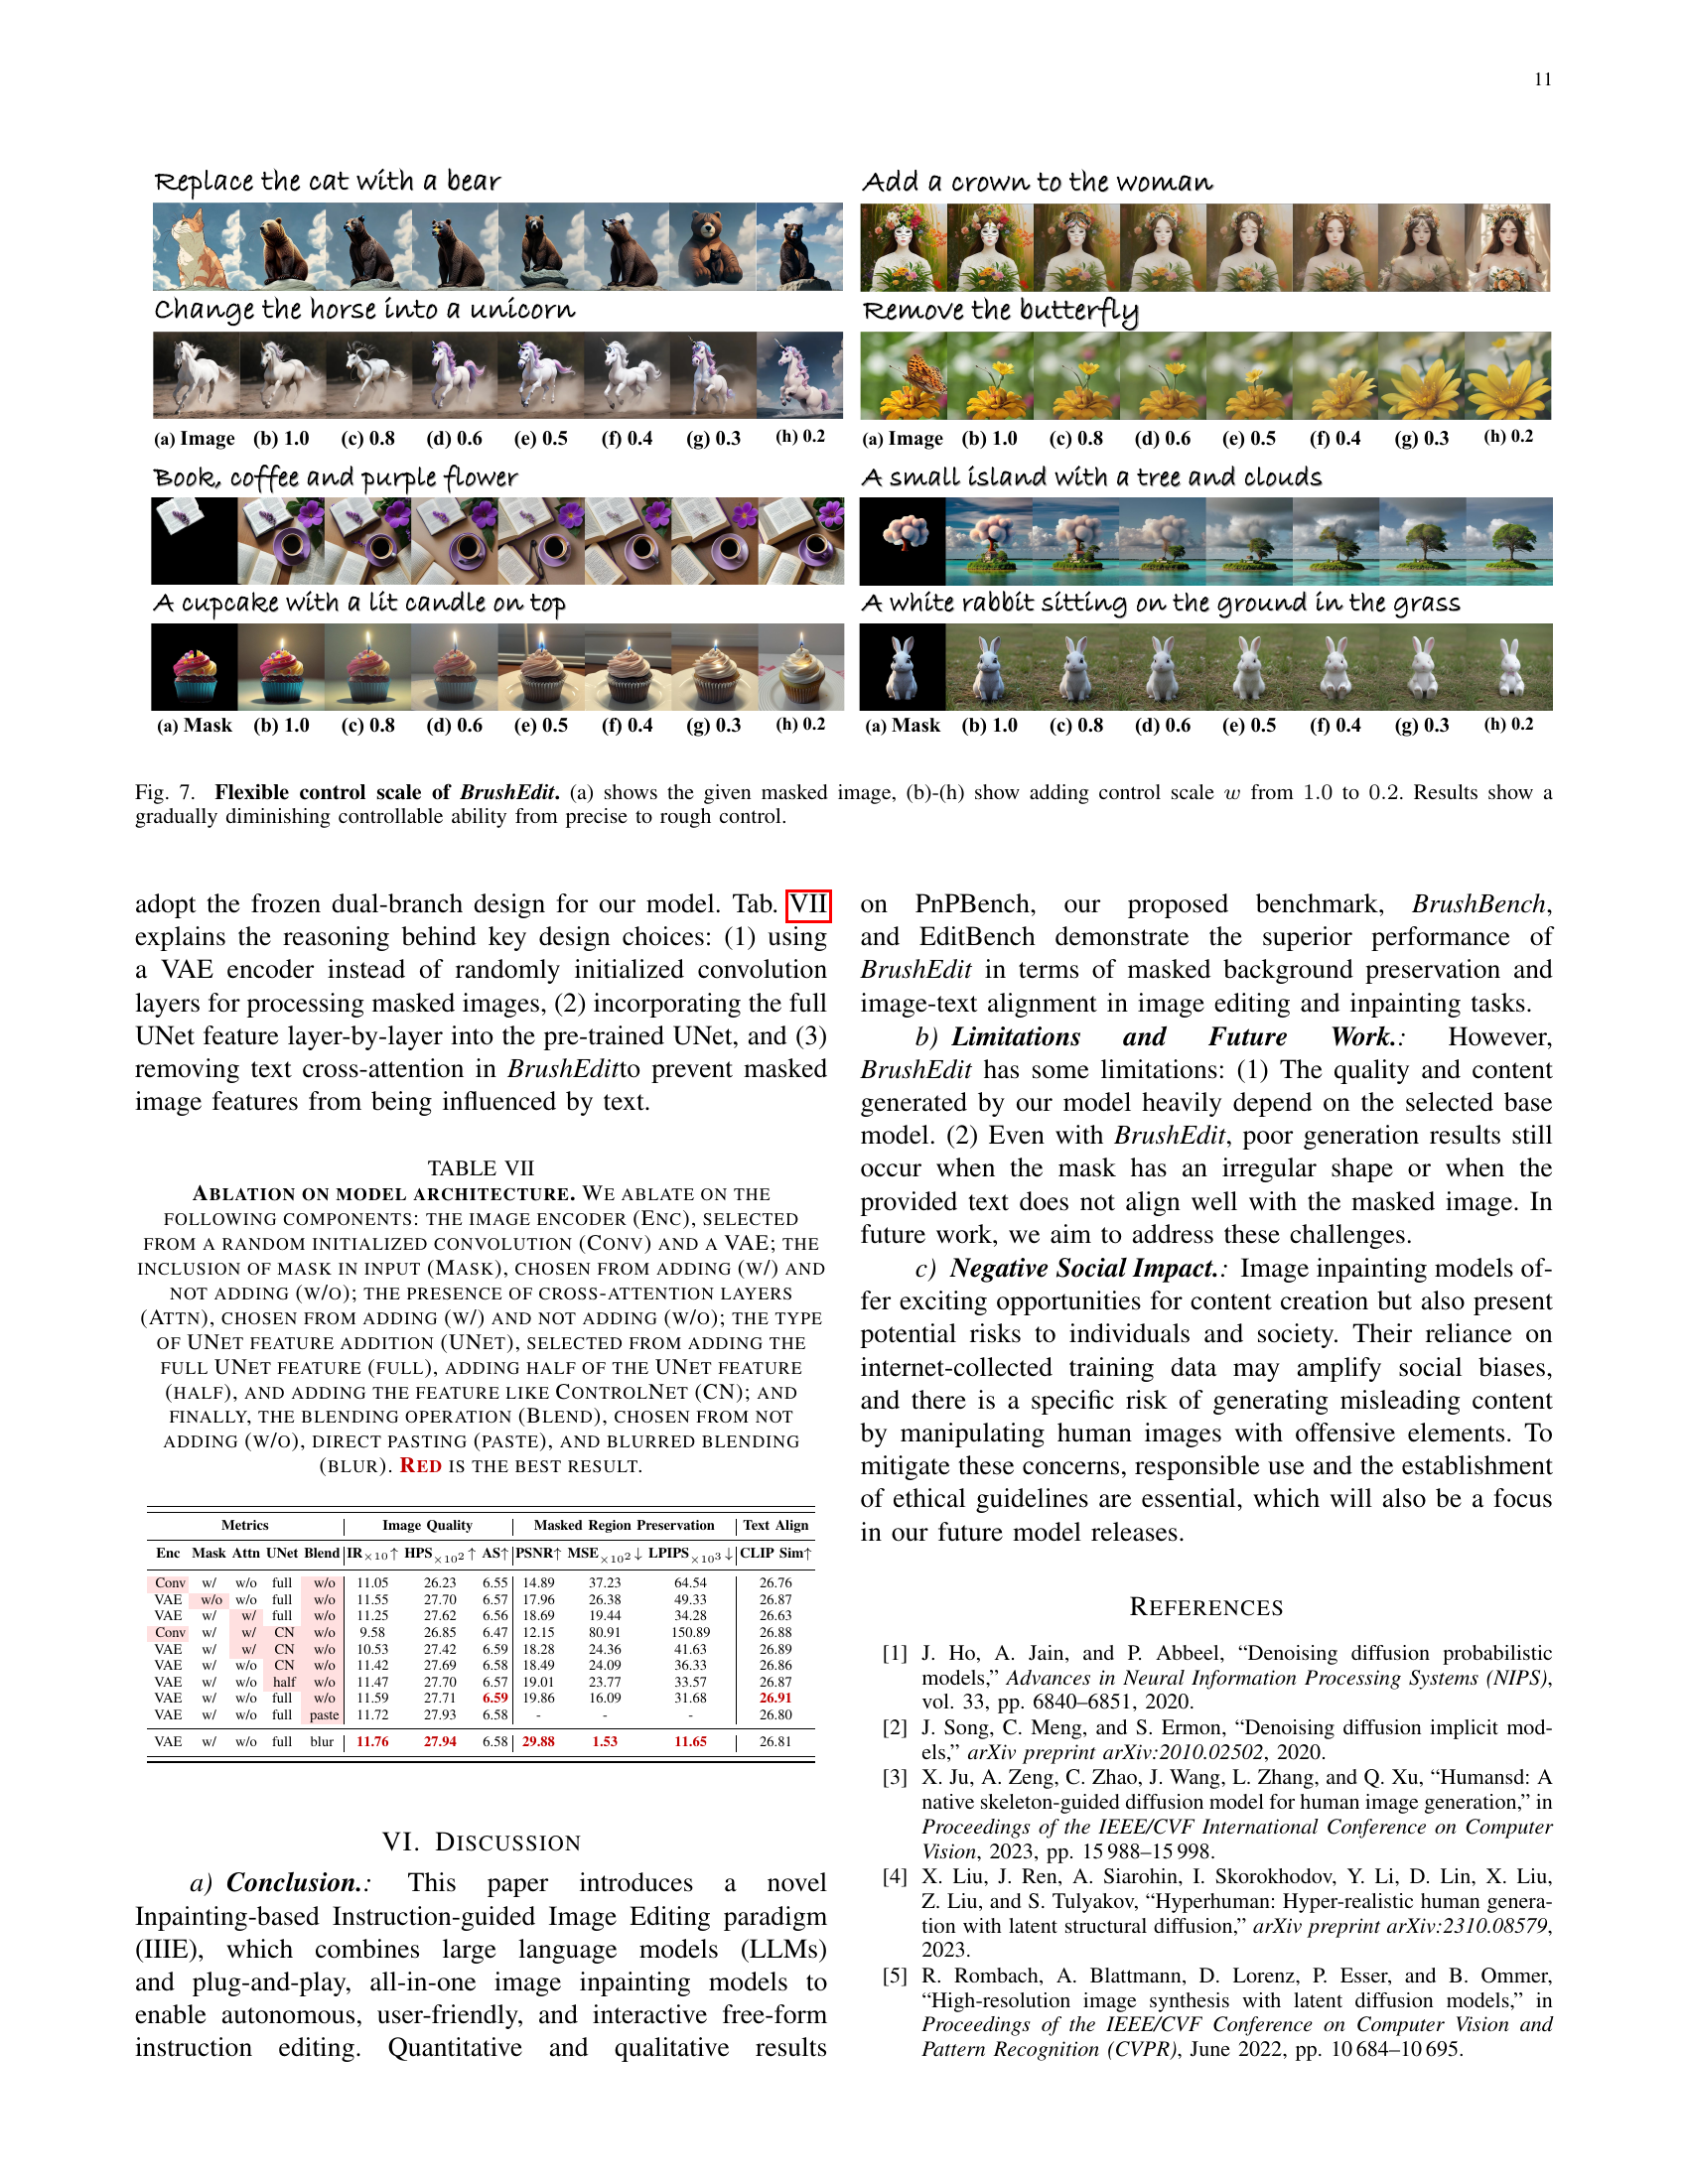 11
Replace the cat with a bear
Change the horse into a unicorn
(a) Image (b) 1.0 (c) 0.8 (d) 0.6 (e) 0.5 (f) 0.4 (g) 0.3 (h) 0.2
Add a crown to the woman
Remove the butterfly
(a) Image (b) 1.0 (c) 0.8 (d) 0.6 (e) 0.5 (f) 0.4 (g) 0.3 (h) 0.2
Book, coffee and purple flower
A cupcake with a lit candle on top
(a) Mask (b) 1.0 (c) 0.8 (d) 0.6 (e) 0.5 (f) 0.4 (g) 0.3 (h) 0.2
A small island with a tree and clouds
A white rabbit sitting on the ground in the grass
(a) Mask (b) 1.0 (c) 0.8 (d) 0.6 (e) 0.5 (f) 0.4 (g) 0.3 (h) 0.2
Fig. 7. Flexible control scale of BrushEdit. (a) shows the given masked image, (b)-(h) show adding control scale w from 1.0 to 0.2. Results show a
gradually diminishing controllable ability from precise to rough control.
adopt the frozen dual-branch design for our model. Tab. VII
explains the reasoning behind key design choices: (1) using
a VAE encoder instead of randomly initialized convolution
layers for processing masked images, (2) incorporating the full
UNet feature layer-by-layer into the pre-trained UNet, and (3)
removing text cross-attention in BrushEditto prevent masked
image features from being influenced by text.
TABLE VII
ABLATION ON MODEL ARCHITECTURE. WE ABLATE ON THE
FOLLOWING COMPONENTS: THE IMAGE ENCODER (ENC), SELECTED
FROM A RANDOM INITIALIZED CONVOLUTION (CONV) AND A VAE; THE
INCLUSION OF MASK IN INPUT (MASK), CHOSEN FROM ADDING (W/) AND
NOT ADDING (W/O); THE PRESENCE OF CROSS-ATTENTION LAYERS
(ATTN), CHOSEN FROM ADDING (W/) AND NOT ADDING (W/O); THE TYPE
OF UNET FEATURE ADDITION (UNET), SELECTED FROM ADDING THE
FULL UNET FEATURE (FULL), ADDING HALF OF THE UNET FEATURE
(HALF), AND ADDING THE FEATURE LIKE CONTROLNET (CN); AND
FINALLY, THE BLENDING OPERATION (BLEND), CHOSEN FROM NOT
ADDING (W/O), DIRECT PASTING (PASTE), AND BLURRED BLENDING
(BLUR). RED IS THE BEST RESULT.
Metrics Image Quality Masked Region Preservation Text Align
Enc Mask Attn UNet Blend IR×10↑ HPS×10²↑ AS↑ PSNR↑ MSE×10²↓ LPIPS×10³↓ CLIP Sim↑
Conv w/ w/o full w/o 11.05 26.23 6.55 14.89 37.23 64.54 26.76
VAE w/o w/o full w/o 11.55 27.70 6.57 17.96 26.38 49.33 26.87
VAE w/ w/ full w/o 11.25 27.62 6.56 18.69 19.44 34.28 26.63
Conv w/ w/ CN w/o 9.58 26.85 6.47 12.15 80.91 150.89 26.88
VAE w/ w/ CN w/o 10.53 27.42 6.59 18.28 24.36 41.63 26.89
VAE w/ w/o CN w/o 11.42 27.69 6.58 18.49 24.09 36.33 26.86
VAE w/ w/o half w/o 11.47 27.70 6.57 19.01 23.77 33.57 26.87
VAE w/ w/o full w/o 11.59 27.71 6.59 19.86 16.09 31.68 26.91
VAE w/ w/o full paste 11.72 27.93 6.58 - - - 26.80
VAE w/ w/o full blur 11.76 27.94 6.58 29.88 1.53 11.65 26.81
VI. DISCUSSION
a) Conclusion.: This paper introduces a novel
Inpainting-based Instruction-guided Image Editing paradigm
(IIIE), which combines large language models (LLMs)
and plug-and-play, all-in-one image inpainting models to
enable autonomous, user-friendly, and interactive free-form
instruction editing. Quantitative and qualitative results
on PnPBench, our proposed benchmark, BrushBench,
and EditBench demonstrate the superior performance of
BrushEdit in terms of masked background preservation and
image-text alignment in image editing and inpainting tasks.
b) Limitations and Future Work.: However,
BrushEdit has some limitations: (1) The quality and content
generated by our model heavily depend on the selected base
model. (2) Even with BrushEdit, poor generation results still
occur when the mask has an irregular shape or when the
provided text does not align well with the masked image. In
future work, we aim to address these challenges.
c) Negative Social Impact.: Image inpainting models of-
fer exciting opportunities for content creation but also present
potential risks to individuals and society. Their reliance on
internet-collected training data may amplify social biases,
and there is a specific risk of generating misleading content
by manipulating human images with offensive elements. To
mitigate these concerns, responsible use and the establishment
of ethical guidelines are essential, which will also be a focus
in our future model releases.
REFERENCES
[1] J. Ho, A. Jain, and P. Abbeel, “Denoising diffusion probabilistic
models,” Advances in Neural Information Processing Systems (NIPS),
vol. 33, pp. 6840–6851, 2020.
[2] J. Song, C. Meng, and S. Ermon, “Denoising diffusion implicit mod-
els,” arXiv preprint arXiv:2010.02502, 2020.
[3] X. Ju, A. Zeng, C. Zhao, J. Wang, L. Zhang, and Q. Xu, “Humansd: A
native skeleton-guided diffusion model for human image generation,” in
Proceedings of the IEEE/CVF International Conference on Computer
Vision, 2023, pp. 15 988–15 998.
[4] X. Liu, J. Ren, A. Siarohin, I. Skorokhodov, Y. Li, D. Lin, X. Liu,
Z. Liu, and S. Tulyakov, “Hyperhuman: Hyper-realistic human genera-
tion with latent structural diffusion,” arXiv preprint arXiv:2310.08579,
2023.
[5] R. Rombach, A. Blattmann, D. Lorenz, P. Esser, and B. Ommer,
“High-resolution image synthesis with latent diffusion models,” in
Proceedings of the IEEE/CVF Conference on Computer Vision and
Pattern Recognition (CVPR), June 2022, pp. 10 684–10 695.